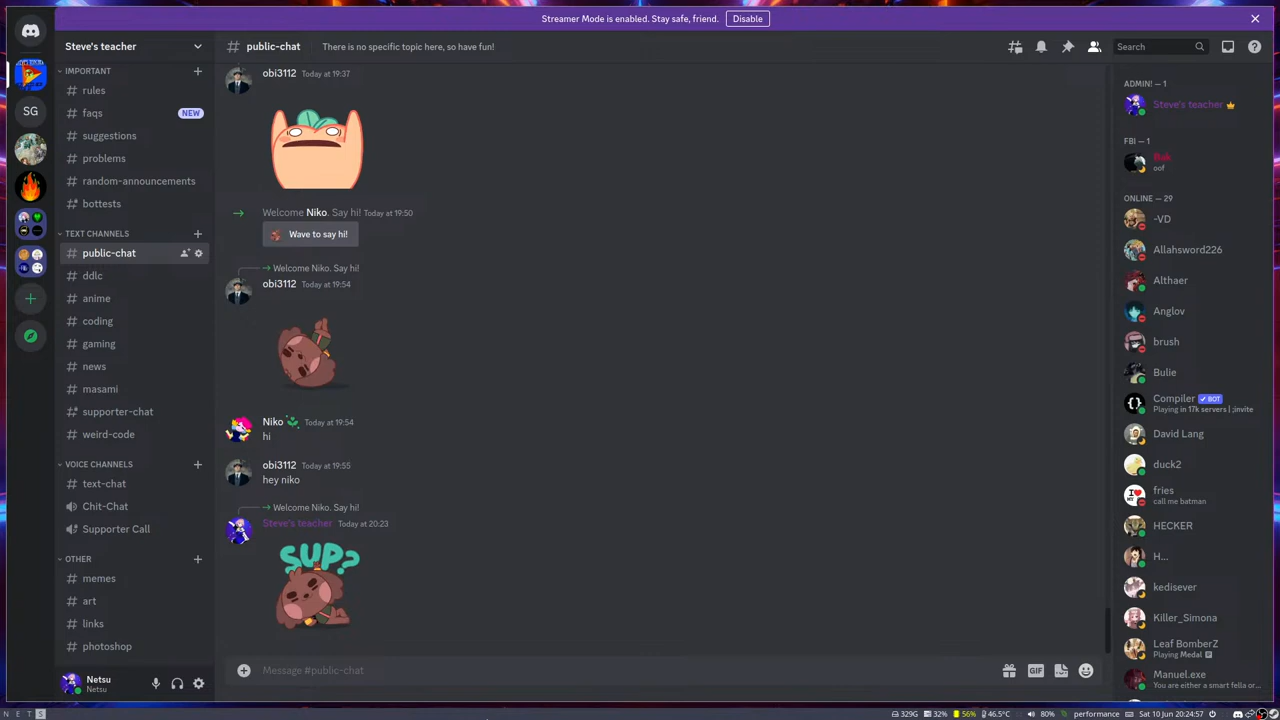 Streamer Mode is enabled. Stay safe, friend. Disable
Steve's teacher
public-chat There is no specific topic here, so have fun!
Search
SG
IMPORTANT
rules
faqs NEW
suggestions
problems
random-announcements
bottests
TEXT CHANNELS
public-chat
ddlc
anime
coding
gaming
news
masami
supporter-chat
weird-code
VOICE CHANNELS
text-chat
Chit-Chat
Supporter Call
OTHER
memes
art
links
photoshop
Netsu
Netsu
obi3112 Today at 19:37
Welcome Niko. Say hi! Today at 19:50
Wave to say hi!
Welcome Niko. Say hi!
obi3112 Today at 19:54
Niko Today at 19:54
hi
obi3112 Today at 19:55
hey niko
Welcome Niko. Say hi!
Steve's teacher Today at 20:23
SUP?
Message #public-chat
GIF
ADMIN! — 1
Steve's teacher
FBI — 1
oof
ONLINE — 29
-VD
Allahsword226
Althaer
Anglov
brush
Bulie
Compiler BOT
Playing in 17k servers | ;invite
David Lang
duck2
fries
call me batman
HECKER
H...
kedisever
Killer_Simona
Leaf BomberZ
Playing Medal
Manuel.exe
You are either a smart fella or...
N E T S
329G 32% 56% 46.5°C 80% performance Sat 10 Jun 20:24:57